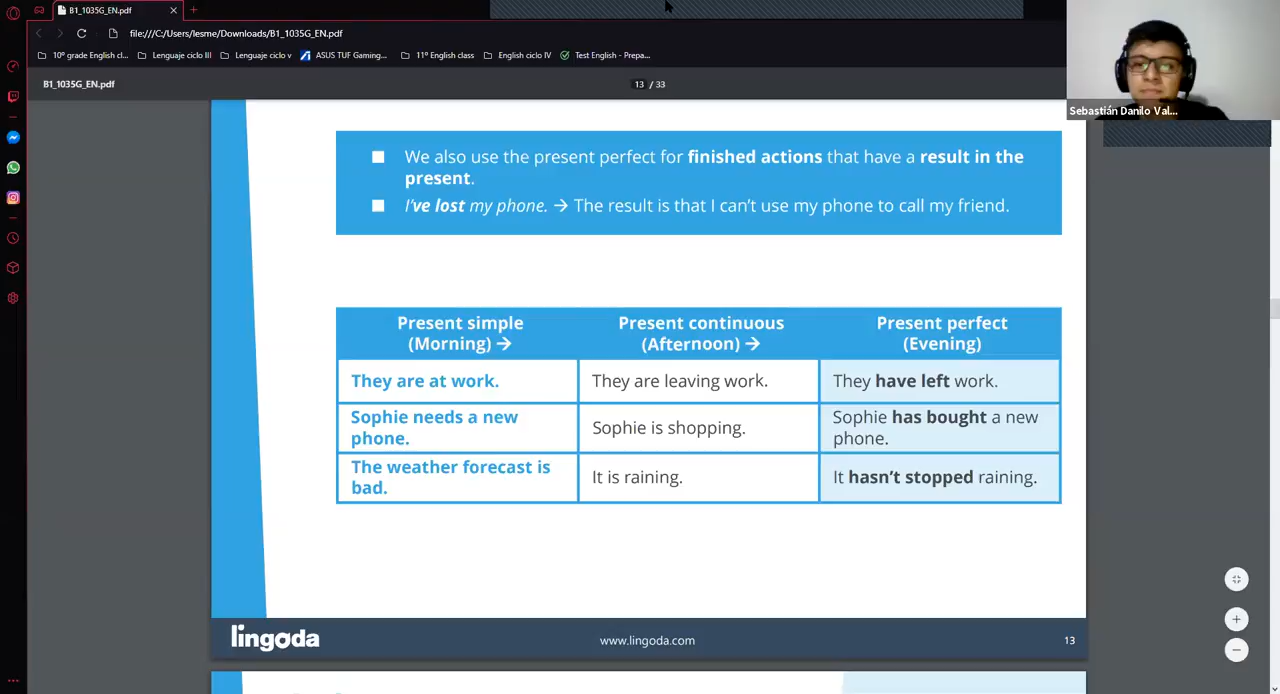 B1_1035G_EN.pdf
file:///C:/Users/lesme/Downloads/B1_1035G_EN.pdf
10º grade English cl... Lenguaje ciclo III Lenguaje ciclo v ASUS TUF Gaming... 11º English class English ciclo IV Test English - Prepa...
B1_1035G_EN.pdf 13 / 33
Sebastián Danilo Val...
■ We also use the present perfect for finished actions that have a result in the
present.
■ I've lost my phone. → The result is that I can't use my phone to call my friend.
Present simple
(Morning) →
Present continuous
(Afternoon) →
Present perfect
(Evening)
They are at work.
They are leaving work.
They have left work.
Sophie needs a new
phone.
Sophie is shopping.
Sophie has bought a new
phone.
The weather forecast is
bad.
It is raining.
It hasn't stopped raining.
lingoda
www.lingoda.com
13